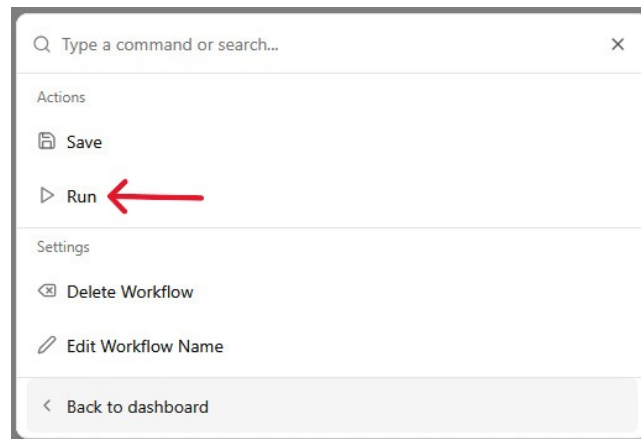 Type a command or search...
Actions
Save
Run
Settings
Delete Workflow
Edit Workflow Name
Back to dashboard